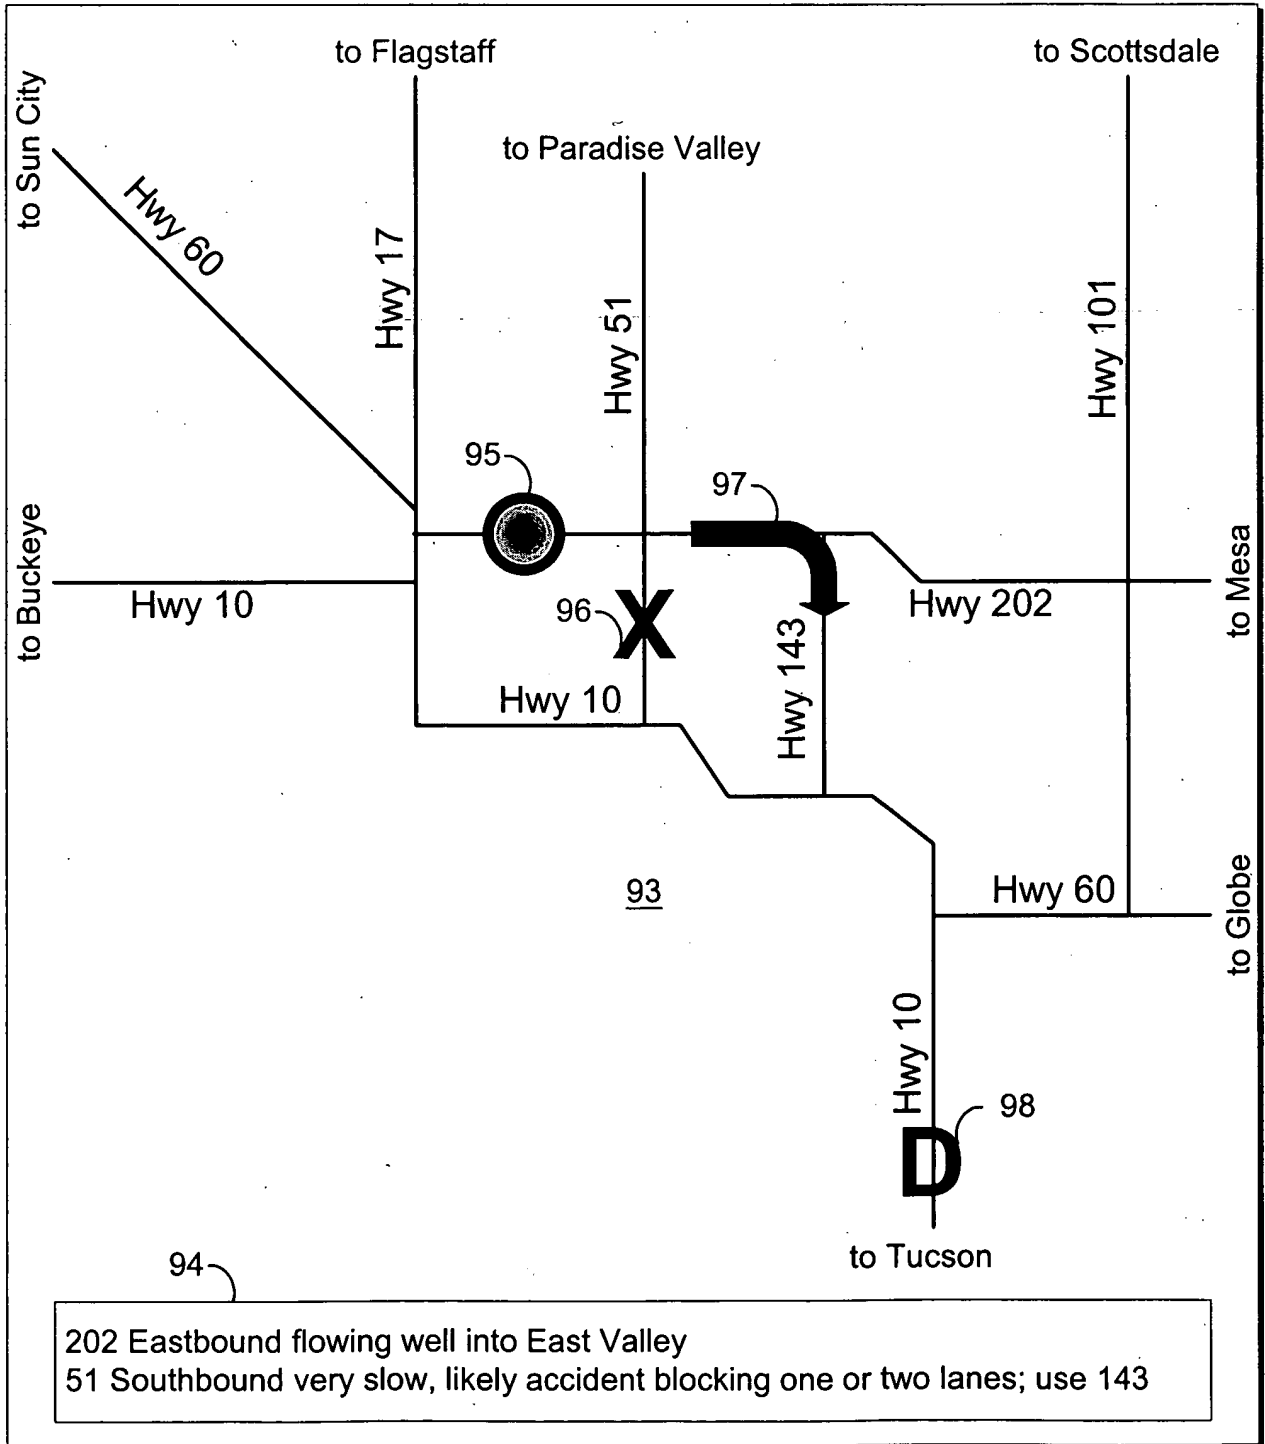 to Flagstaff
to Scottsdale
to Sun City
to Paradise Valley
Hwy 60
Hwy 17
Hwy 51
Hwy 101
95
97
to Buckeye
to Mesa
Hwy 10
96
X
Hwy 202
Hwy 143
Hwy 10
93
Hwy 60
to Globe
Hwy 10
98
D
to Tucson
94
202 Eastbound flowing well into East Valley
51 Southbound very slow, likely accident blocking one or two lanes; use 143